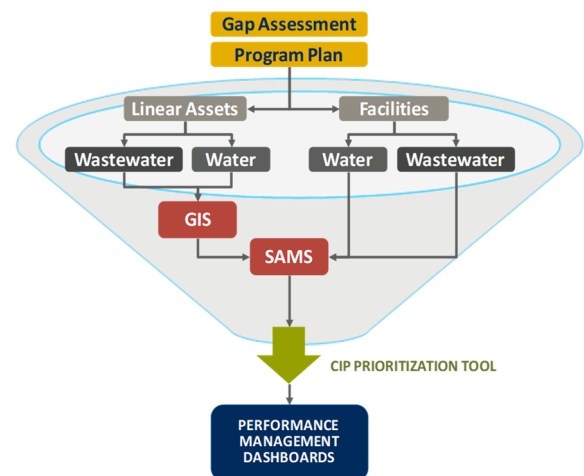 Gap Assessment
Program Plan
Linear Assets
Facilities
Wastewater
Water
Water
Wastewater
GIS
SAMS
CIP PRIORITIZATION TOOL
PERFORMANCE
MANAGEMENT
DASHBOARDS